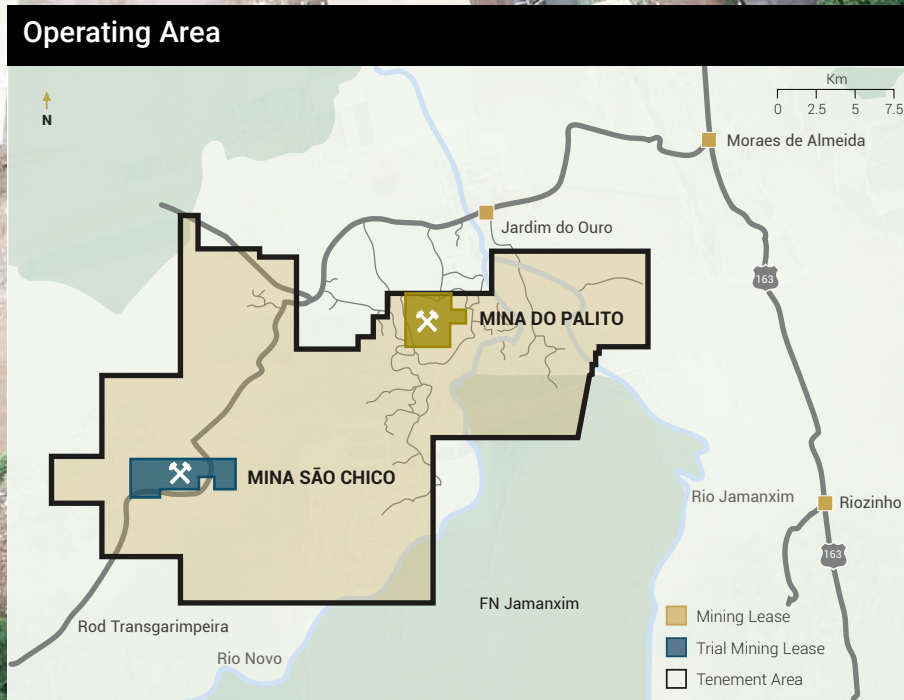 Operating Area
N
Km
0 2.5 5 7.5
Moraes de Almeida
Jardim do Ouro
163
MINA DO PALITO
MINA SÃO CHICO
Rio Jamanxim
Riozinho
163
FN Jamanxim
Rod Transgarimpeira
Rio Novo
Mining Lease
Trial Mining Lease
Tenement Area